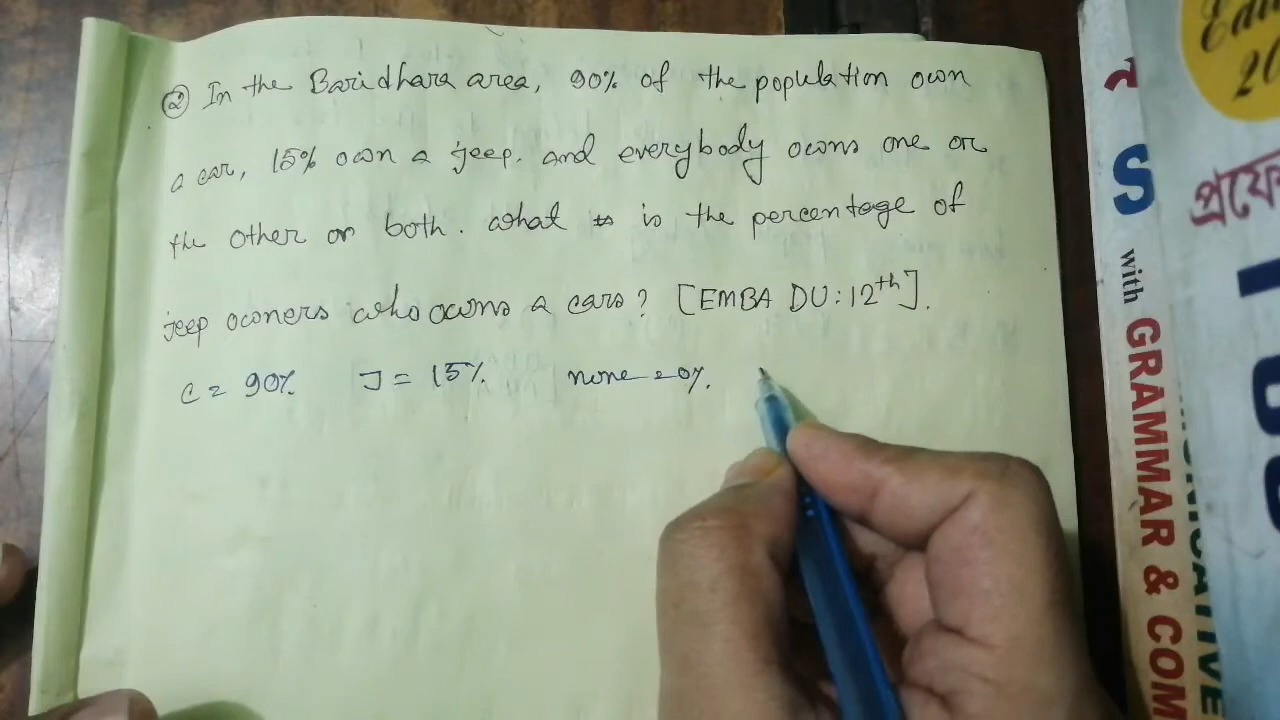 ② In the Baridhara area, 90% of the population own
a car, 15% own a jeep. and everybody owns one or
the other or both. what is the percentage of
jeep owners who owns a cars? [EMBA DU: 12th].
C = 90% J = 15% none = 0%.
S
with GRAMMAR & COM
প্রফে